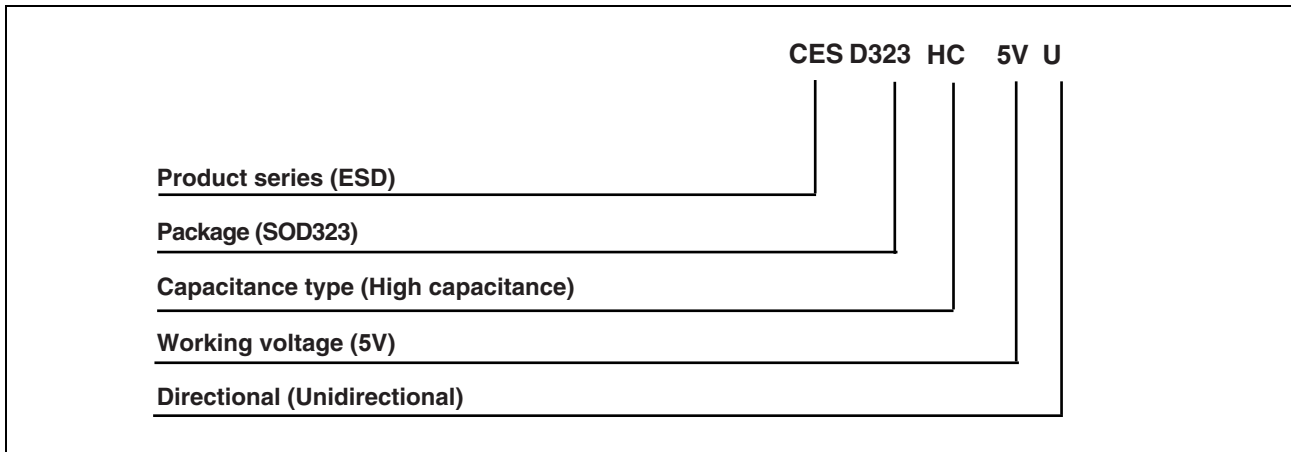 CES D323 HC 5V U
Product series (ESD)
Package (SOD323)
Capacitance type (High capacitance)
Working voltage (5V)
Directional (Unidirectional)